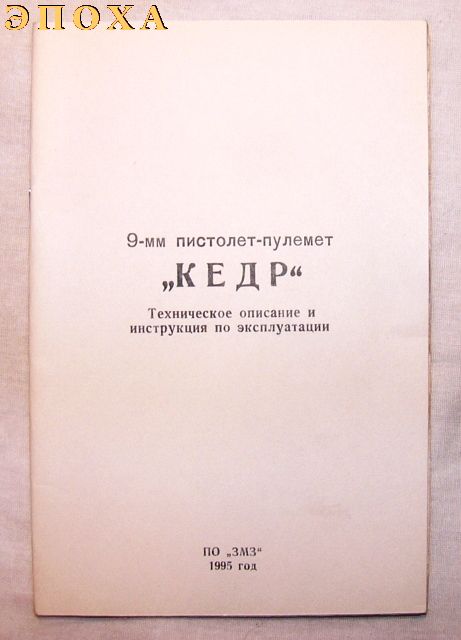 ЭПОХА
9-мм пистолет-пулемет
„КЕДР“
Техническое описание и
инструкция по эксплуатации
ПО „ЗМЗ“
1995 год